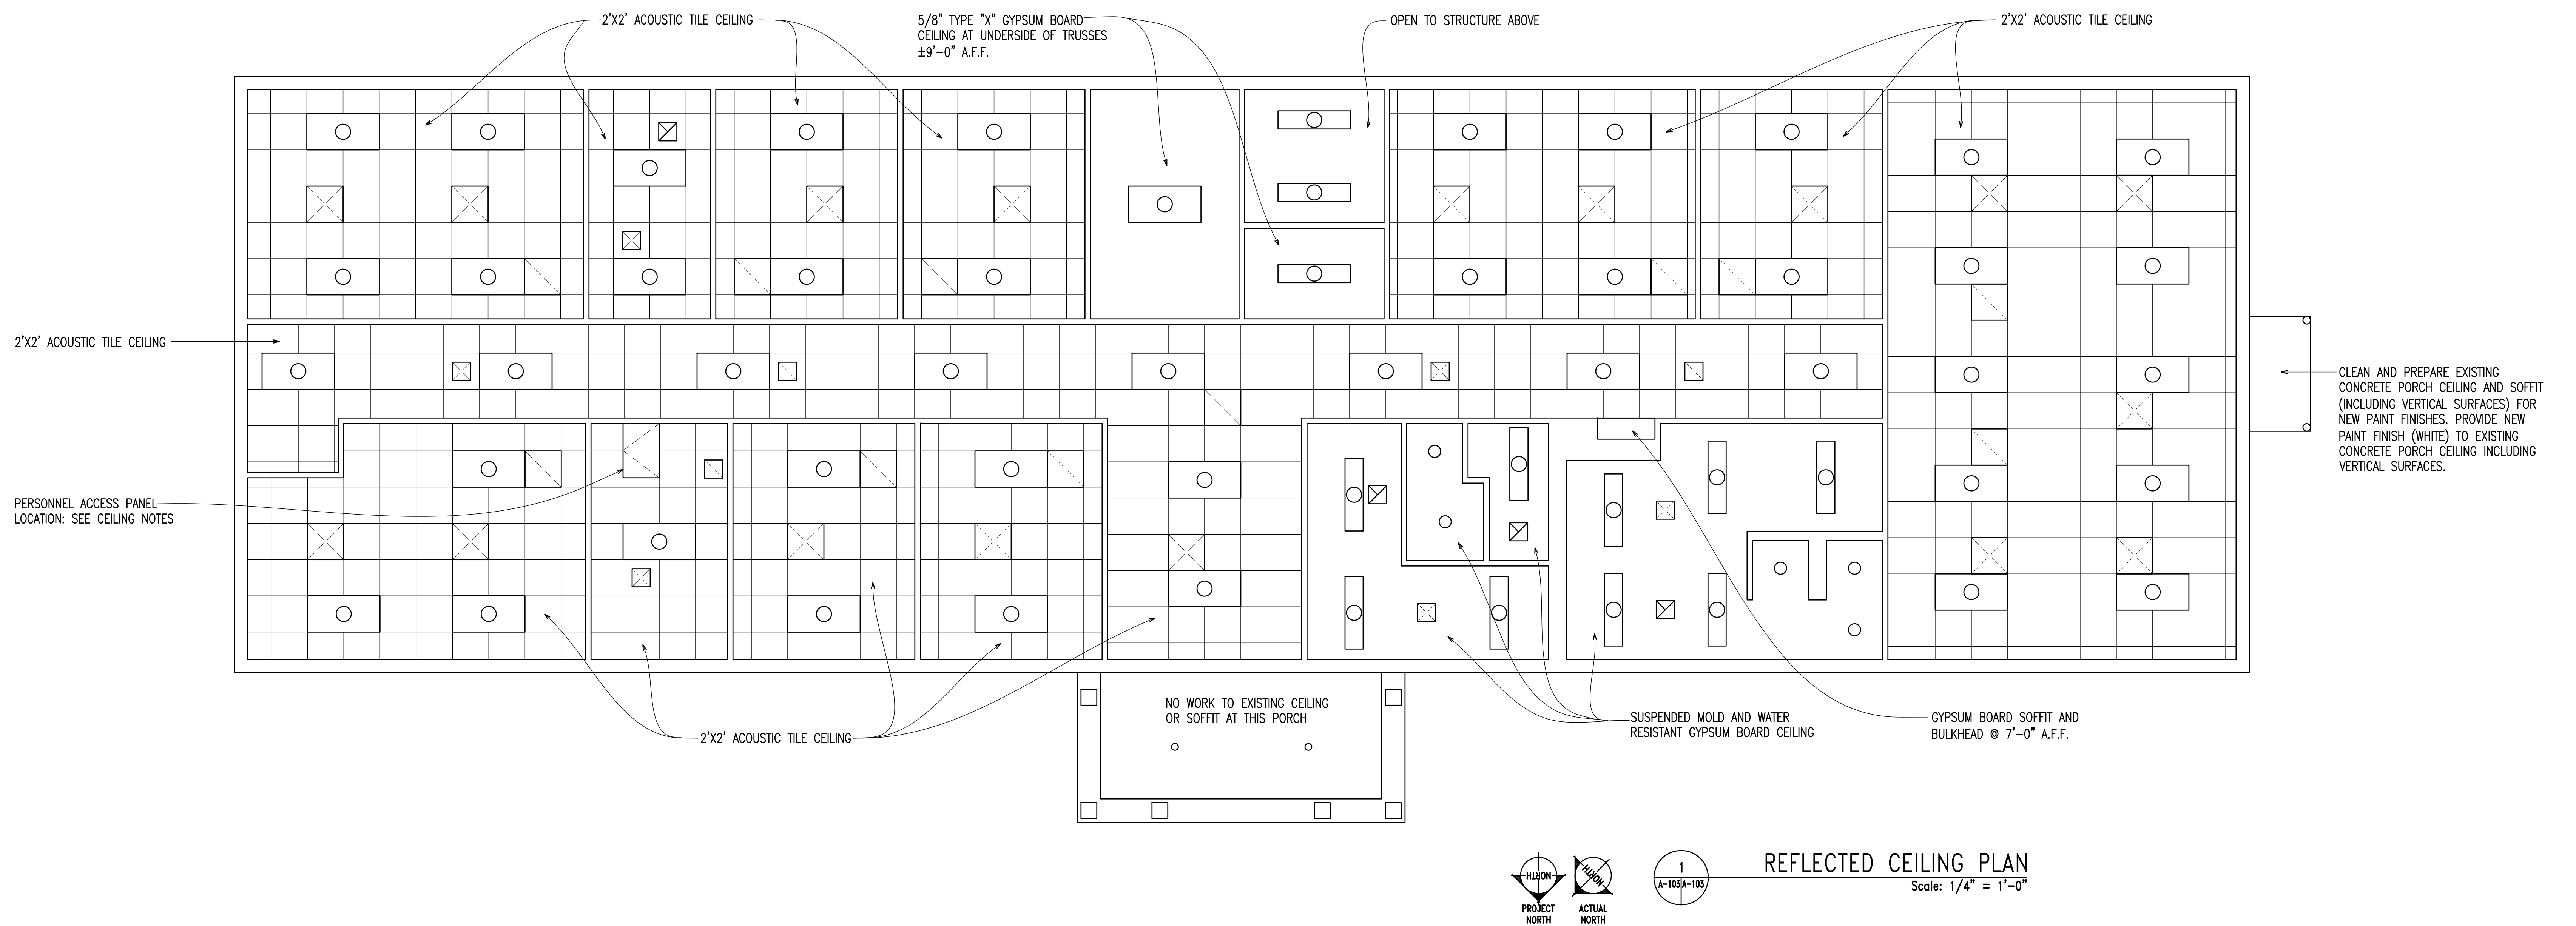 2'X2' ACOUSTIC TILE CEILING
5/8" TYPE "X" GYPSUM BOARD
CEILING AT UNDERSIDE OF TRUSSES
±9'-0" A.F.F.
OPEN TO STRUCTURE ABOVE
2'X2' ACOUSTIC TILE CEILING
2'X2' ACOUSTIC TILE CEILING
CLEAN AND PREPARE EXISTING
CONCRETE PORCH CEILING AND SOFFIT
(INCLUDING VERTICAL SURFACES) FOR
NEW PAINT FINISHES. PROVIDE NEW
PAINT FINISH (WHITE) TO EXISTING
CONCRETE PORCH CEILING INCLUDING
VERTICAL SURFACES.
PERSONNEL ACCESS PANEL
LOCATION: SEE CEILING NOTES
NO WORK TO EXISTING CEILING
OR SOFFIT AT THIS PORCH
2'X2' ACOUSTIC TILE CEILING
SUSPENDED MOLD AND WATER
RESISTANT GYPSUM BOARD CEILING
GYPSUM BOARD SOFFIT AND
BULKHEAD @ 7'-0" A.F.F.
NORTH
PROJECT
NORTH
NORTH
ACTUAL
NORTH
1
A-103 A-103
REFLECTED CEILING PLAN
Scale: 1/4" = 1'-0"